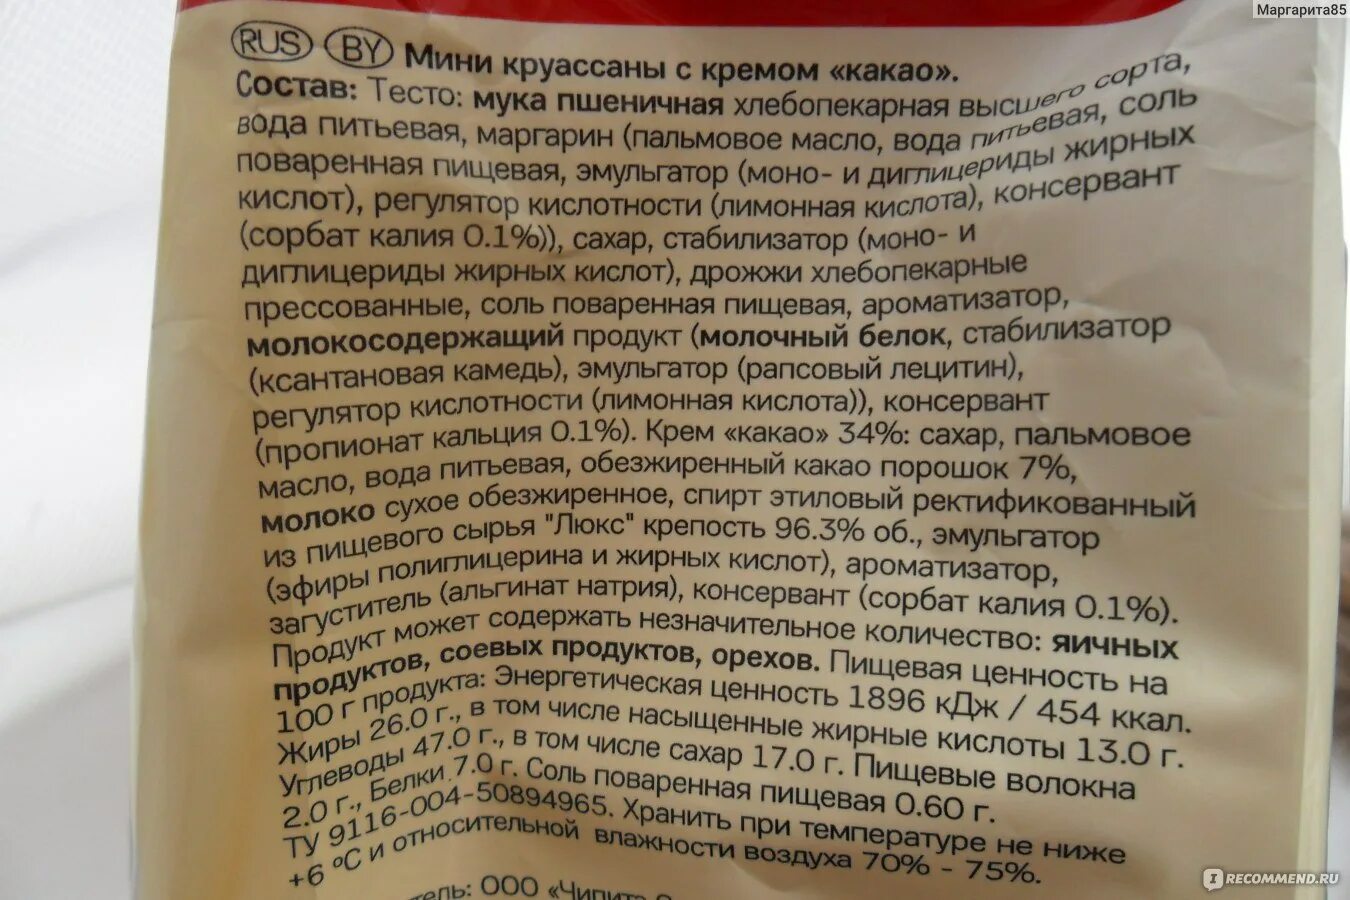 Маргарита85
RUS BY Мини круассаны с кремом «какао».
Состав: Тесто: мука пшеничная хлебопекарная высшего сорта,
вода питьевая, маргарин (пальмовое масло, вода питьевая, соль
поваренная пищевая, эмульгатор (моно- и диглицериды жирных
кислот), регулятор кислотности (лимонная кислота), консервант
(сорбат калия 0.1%)), сахар, стабилизатор (моно- и
диглицериды жирных кислот), дрожжи хлебопекарные
прессованные, соль поваренная пищевая, ароматизатор,
молокосодержащий продукт (молочный белок, стабилизатор
(ксантановая камедь), эмульгатор (рапсовый лецитин),
регулятор кислотности (лимонная кислота)), консервант
(пропионат кальция 0.1%). Крем «какао» 34%: сахар, пальмовое
масло, вода питьевая, обезжиренный какао порошок 7%,
молоко сухое обезжиренное, спирт этиловый ректификованный
из пищевого сырья "Люкс" крепость 96.3% об., эмульгатор
(эфиры полиглицерина и жирных кислот), ароматизатор,
загуститель (альгинат натрия), консервант (сорбат калия 0.1%).
Продукт может содержать незначительное количество: яичных
продуктов, соевых продуктов, орехов. Пищевая ценность на
100 г продукта: Энергетическая ценность 1896 кДж / 454 ккал.
Жиры 26.0 г., в том числе насыщенные жирные кислоты 13.0 г.
Углеводы 47.0 г., в том числе сахар 17.0 г. Пищевые волокна
2.0 г., Белки 7.0 г. Соль поваренная пищевая 0.60 г.
ТУ 9116-004-50894965. Хранить при температуре не ниже
+6 °C и относительной влажности воздуха 70% - 75%.
ООО «Чипита
I RECOMMEND.RU